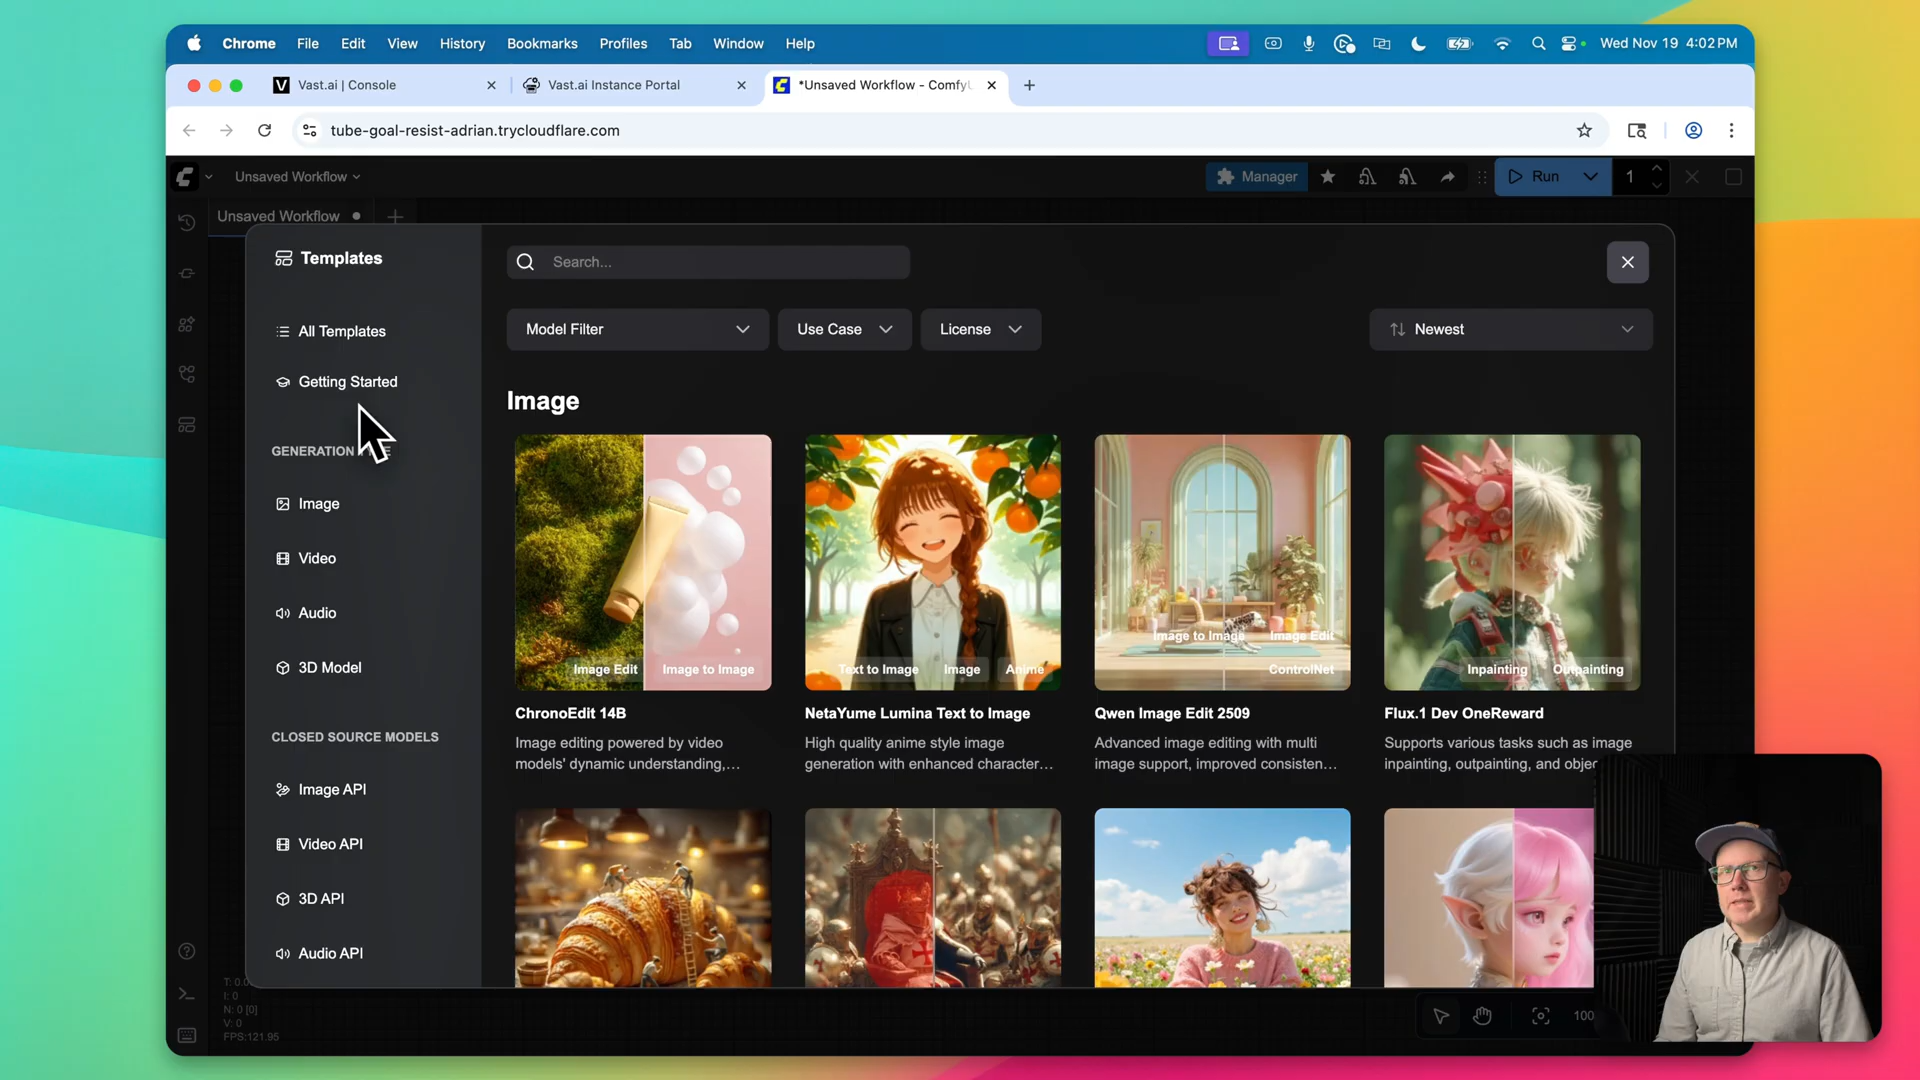 Chrome File Edit View History Bookmarks Profiles Tab Window Help Wed Nov 19 4:02 PM
Vast.ai | Console Vast.ai Instance Portal *Unsaved Workflow - Comfy
tube-goal-resist-adrian.trycloudflare.com
Unsaved Workflow Manager Run 1
Unsaved Workflow
Templates
Search...
All Templates
Getting Started
GENERATION
Image
Video
Audio
3D Model
CLOSED SOURCE MODELS
Image API
Video API
3D API
Audio API
Model Filter Use Case License Newest
Image
Image Edit Image to Image
ChronoEdit 14B
Image editing powered by video
models' dynamic understanding,...
Text to Image Image Anime
NetaYume Lumina Text to Image
High quality anime style image
generation with enhanced character...
Image to Image Image Edit
ControlNet
Qwen Image Edit 2509
Advanced image editing with multi
image support, improved consisten...
Inpainting Outpainting
Flux.1 Dev OneReward
Supports various tasks such as image
inpainting, outpainting, and objec
I: 0
N: 0 [0]
V: 0
FPS:121.95
100